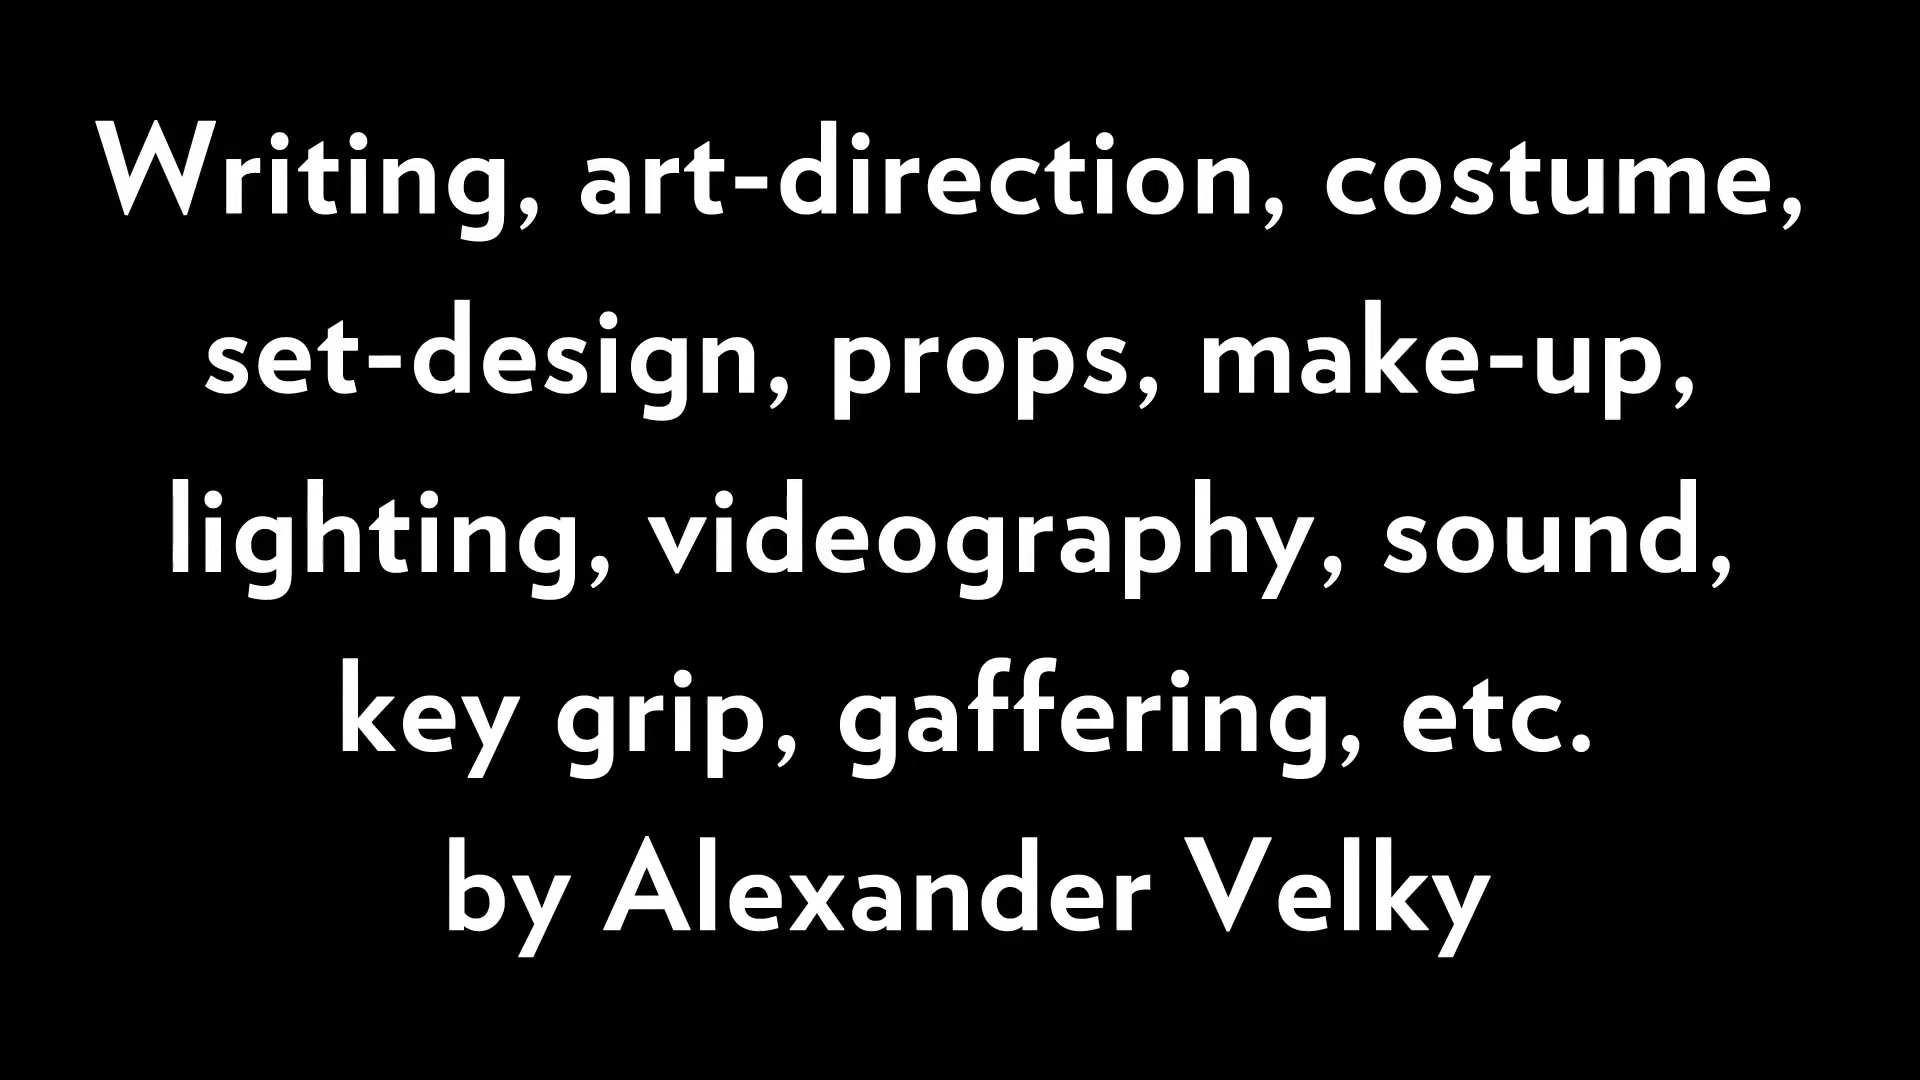 Writing, art-direction, costume,
set-design, props, make-up,
lighting, videography, sound,
key grip, gaffering, etc.
by Alexander Velky